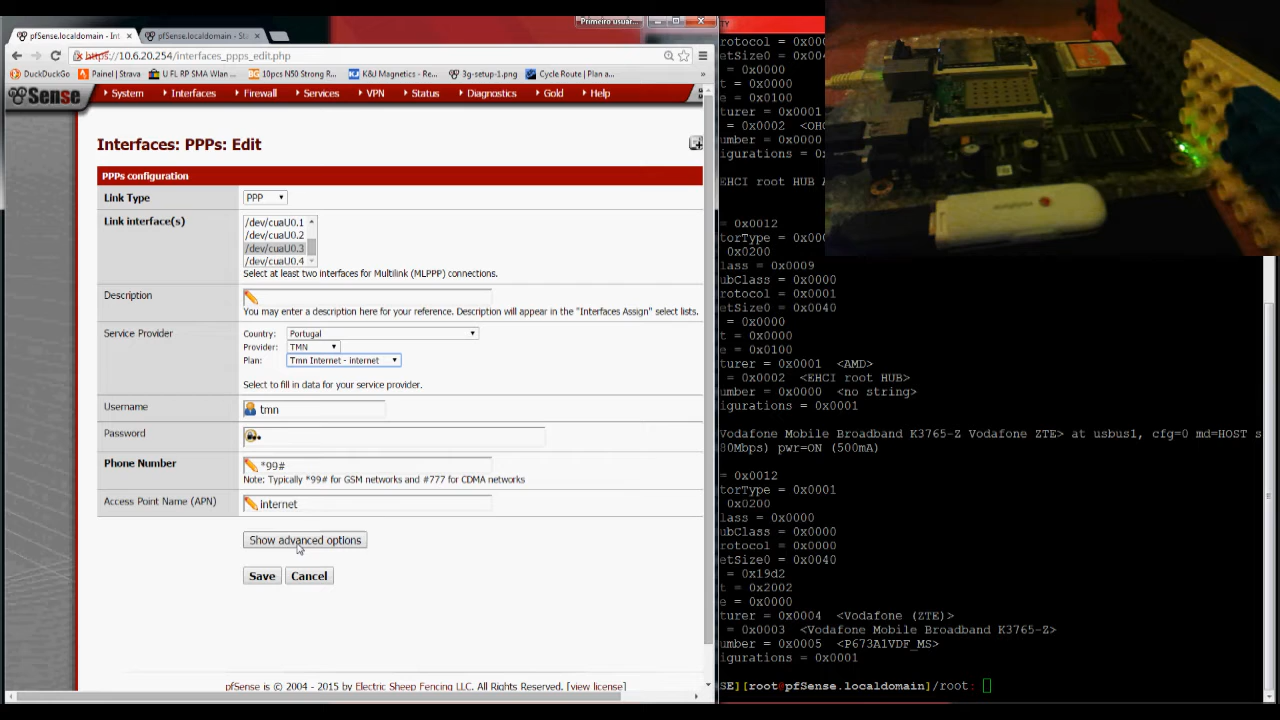 Primeiro usuar...
pfSense.localdomain - Int
pfSense.localdomain - Sta
https://10.6.20.254/interfaces_ppps_edit.php
DuckDuckGo
Painel | Strava
U FL RP SMA Wlan ...
10pcs N50 Strong R...
K&J Magnetics - Re...
3g-setup-1.png
Cycle Route | Plan a...
»
Sense
System
Interfaces
Firewall
Services
VPN
Status
Diagnostics
Gold
Help
Interfaces: PPPs: Edit
PPPs configuration
Link Type
PPP
Link interface(s)
/dev/cuaU0.1
/dev/cuaU0.2
/dev/cuaU0.3
/dev/cuaU0.4
Select at least two interfaces for Multilink (MLPPP) connections.
Description
You may enter a description here for your reference. Description will appear in the "Interfaces Assign" select lists.
Service Provider
Country: Portugal
Provider: TMN
Plan: Tmn Internet - internet
Select to fill in data for your service provider.
Username
tmn
Password
••
Phone Number
*99#
Note: Typically *99# for GSM networks and #777 for CDMA networks
Access Point Name (APN)
internet
Show advanced options
Save
Cancel
pfSense is © 2004 - 2015 by Electric Sheep Fencing LLC. All Rights Reserved. [view license]
rotocol = 0x000
etSize0 = 0x004
= 0x0000
t = 0x0000
e = 0x0100
turer = 0x0001
= 0x0002 <OHC
umber = 0x0000
igurations = 0x
EHCI root HUB A
= 0x0012
torType = 0x000
0x0200
lass = 0x0009
ubClass = 0x0000
rotocol = 0x0001
etSize0 = 0x0040
= 0x0000
t = 0x0000
e = 0x0100
turer = 0x0001 <AMD>
= 0x0002 <EHCI root HUB>
umber = 0x0000 <no string>
igurations = 0x0001
Vodafone Mobile Broadband K3765-Z Vodafone ZTE> at usbus1, cfg=0 md=HOST s
80Mbps) pwr=ON (500mA)
= 0x0012
torType = 0x0001
0x0200
lass = 0x0000
ubClass = 0x0000
rotocol = 0x0000
etSize0 = 0x0040
= 0x19d2
t = 0x2002
e = 0x0000
turer = 0x0004 <Vodafone (ZTE)>
= 0x0003 <Vodafone Mobile Broadband K3765-Z>
umber = 0x0005 <P673A1VDF_MS>
igurations = 0x0001
SE][root@pfSense.localdomain]/root: